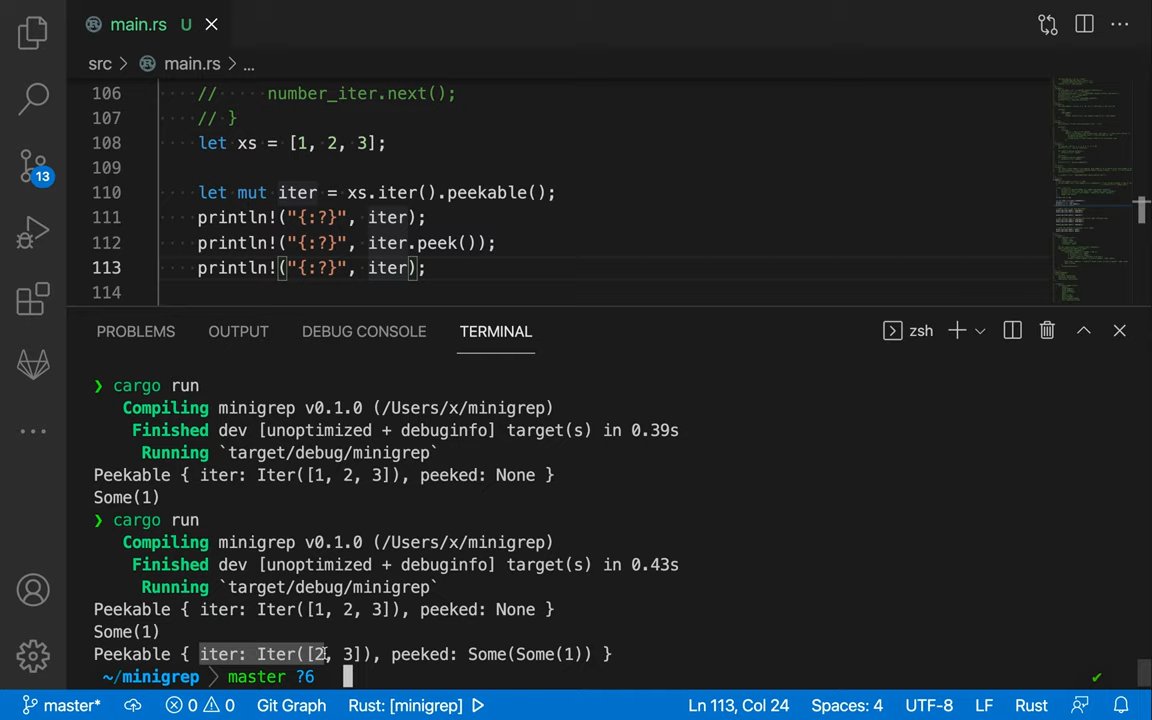 main.rs U
13
src > main.rs > ...
106 // number_iter.next();
107 // }
108 let xs = [1, 2, 3];
109
110 let mut iter = xs.iter().peekable();
111 println!("{:?}", iter);
112 println!("{:?}", iter.peek());
113 println!("{:?}", iter);
114
PROBLEMS OUTPUT DEBUG CONSOLE TERMINAL zsh
❯ cargo run
Compiling minigrep v0.1.0 (/Users/x/minigrep)
Finished dev [unoptimized + debuginfo] target(s) in 0.39s
Running `target/debug/minigrep`
Peekable { iter: Iter([1, 2, 3]), peeked: None }
Some(1)
❯ cargo run
Compiling minigrep v0.1.0 (/Users/x/minigrep)
Finished dev [unoptimized + debuginfo] target(s) in 0.43s
Running `target/debug/minigrep`
Peekable { iter: Iter([1, 2, 3]), peeked: None }
Some(1)
Peekable { iter: Iter([2, 3]), peeked: Some(Some(1)) }
~/minigrep > master ?6 ✔
master* 0 0 Git Graph Rust: [minigrep] Ln 113, Col 24 Spaces: 4 UTF-8 LF Rust